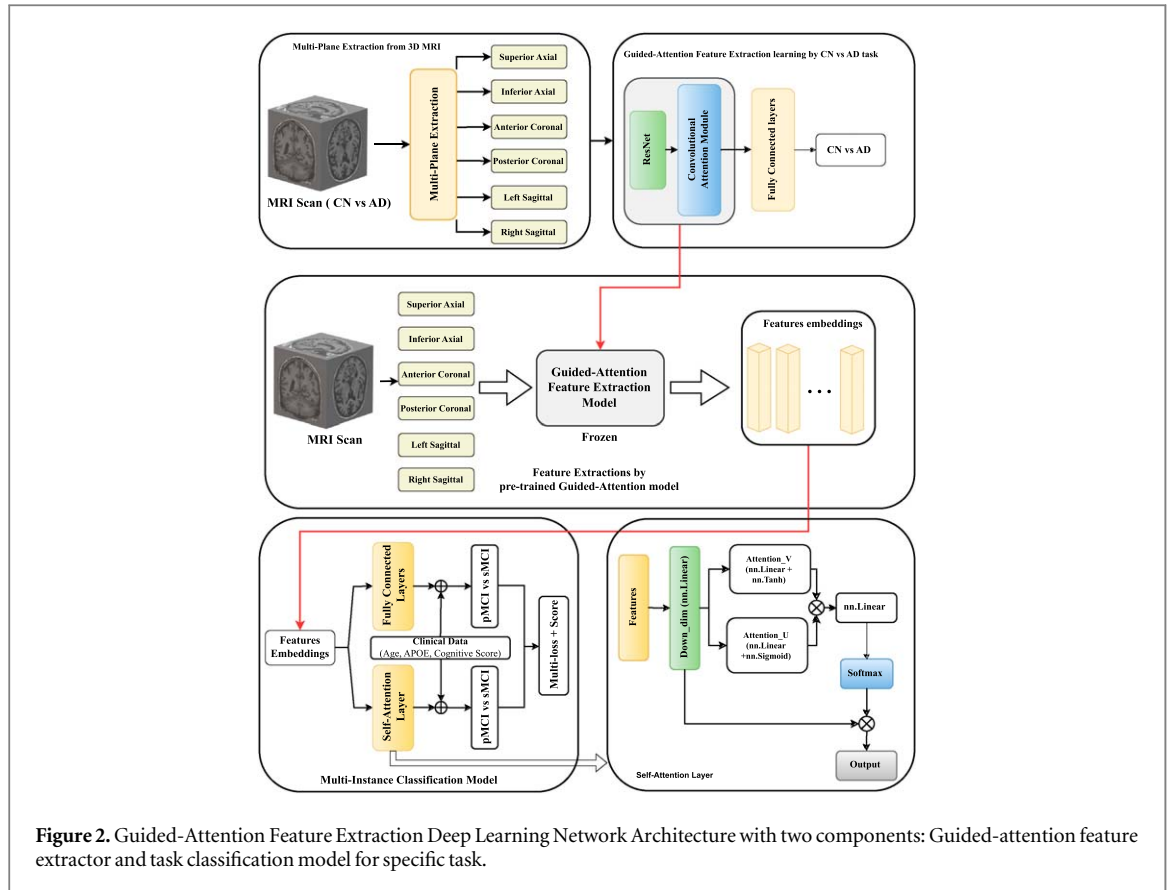 Multi-Plane Extraction from 3D MRI
MRI Scan ( CN vs AD)
Multi-Plane Extraction
Superior Axial
Inferior Axial
Anterior Coronal
Posterior Coronal
Left Sagittal
Right Sagittal
Guided-Attention Feature Extraction learning by CN vs AD task
ResNet
Convolutional
Attention Module
Fully Connected layers
CN vs AD
MRI Scan
Superior Axial
Inferior Axial
Anterior Coronal
Posterior Coronal
Left Sagittal
Right Sagittal
Guided-Attention
Feature Extraction
Model
Frozen
Feature Extractions by
pre-trained Guided-Attention model
Features embeddings
. . .
Features
Embeddings
Fully Connected
Layers
Clinical Data
(Age, APOE, Cognitive Score)
Self-Attention
Layer
pMCI vs sMCI
pMCI vs sMCI
Multi-loss + Score
Multi-Instance Classification Model
Features
Down_dim (nn.Linear)
Attention_V
(nn.Linear +
nn.Tanh)
Attention_U
(nn.Linear
+nn.Sigmoid)
nn.Linear
Softmax
Output
Self-Attention Layer
Figure 2. Guided-Attention Feature Extraction Deep Learning Network Architecture with two components: Guided-attention feature
extractor and task classification model for specific task.